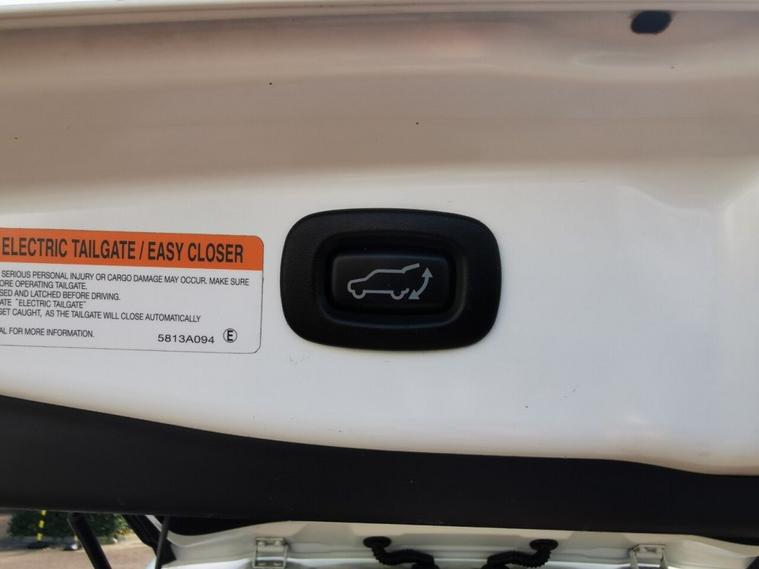 ELECTRIC TAILGATE / EASY CLOSER
SERIOUS PERSONAL INJURY OR CARGO DAMAGE MAY OCCUR. MAKE SURE
ORE OPERATING TAILGATE.
SED AND LATCHED BEFORE DRIVING.
ATE "ELECTRIC TAILGATE"
GET CAUGHT, AS THE TAILGATE WILL CLOSE AUTOMATICALLY
AL FOR MORE INFORMATION.
5813A094 E